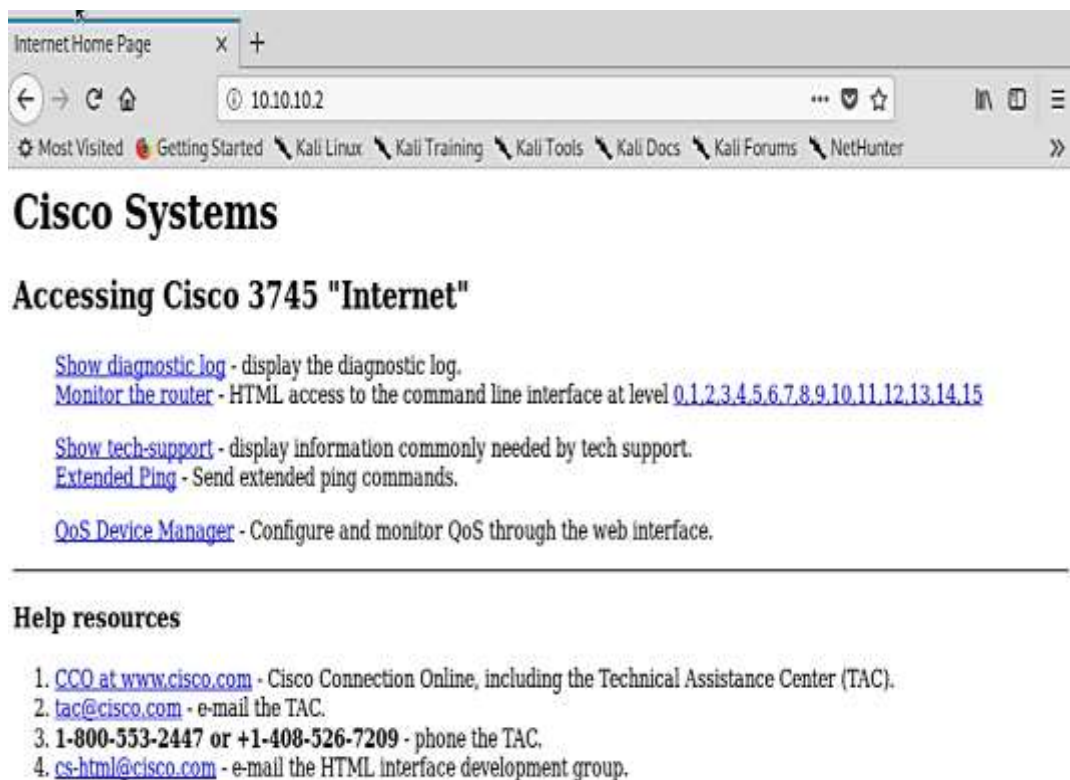 Internet Home Page
10.10.10.2
Most Visited Getting Started Kali Linux Kali Training Kali Tools Kali Docs Kali Forums NetHunter
Cisco Systems
Accessing Cisco 3745 "Internet"
Show diagnostic log - display the diagnostic log.
Monitor the router - HTML access to the command line interface at level 0,1,2,3,4,5,6,7,8,9,10,11,12,13,14,15
Show tech-support - display information commonly needed by tech support.
Extended Ping - Send extended ping commands.
QoS Device Manager - Configure and monitor QoS through the web interface.
Help resources
1. CCO at www.cisco.com - Cisco Connection Online, including the Technical Assistance Center (TAC).
2. tac@cisco.com - e-mail the TAC.
3. 1-800-553-2447 or +1-408-526-7209 - phone the TAC.
4. cs-html@cisco.com - e-mail the HTML interface development group.